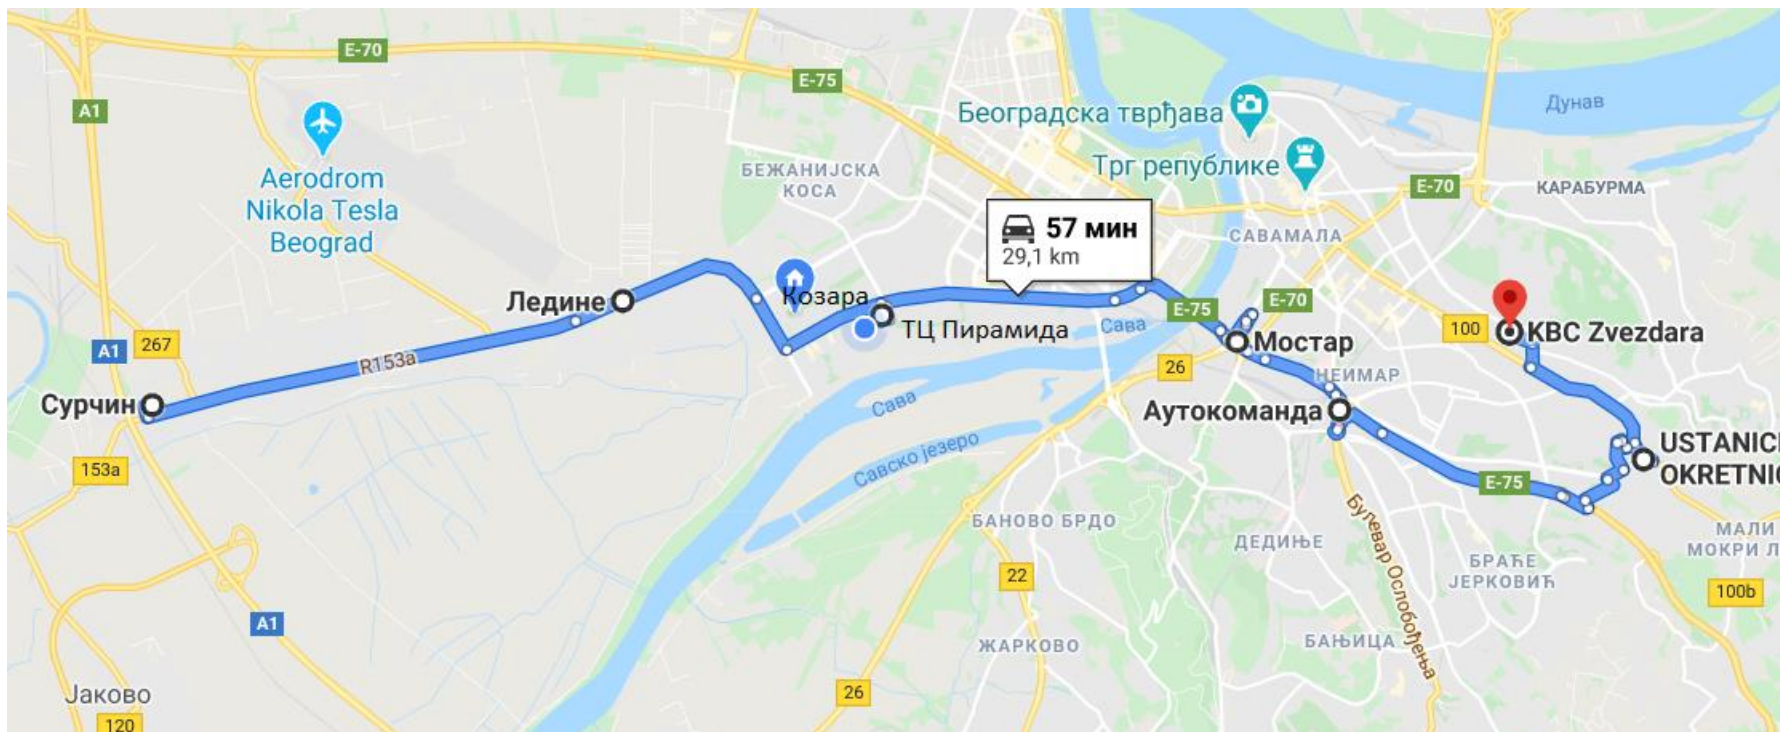 E-70
E-75
A1
Aerodrom
Nikola Tesla
Beograd
БЕЖАНИЈСКА
КОСА
Београдска тврђава
Трг републике
Дунав
E-70
КАРАБУРМА
САВАМАЛА
57 мин
29,1 km
Ледине
Козара
ТЦ Пирамида
E-75
E-70
Сава
Мостар
100
KBC Zvezdara
A1
267
R153a
26
НЕИМАР
Сурчин
Сава
Аутокоманда
Савско језеро
153a
E-75
USTANIC
OKRETNIC
БАНОВО БРДО
ДЕДИЊЕ
Булевар Ослобођења
БРАЋЕ
ЈЕРКОВИЋ
МАЛИ
МОКРИ Л
22
100b
A1
ЖАРКОВО
БАЊИЦА
Јаково
26
120